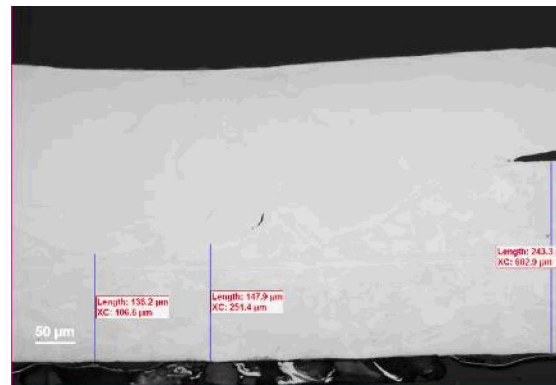 Length: 243.3
XC: 602.9 µm
Length: 135.2 µm
XC: 106.6 µm
Length: 147.9 µm
XC: 251.4 µm
50 µm